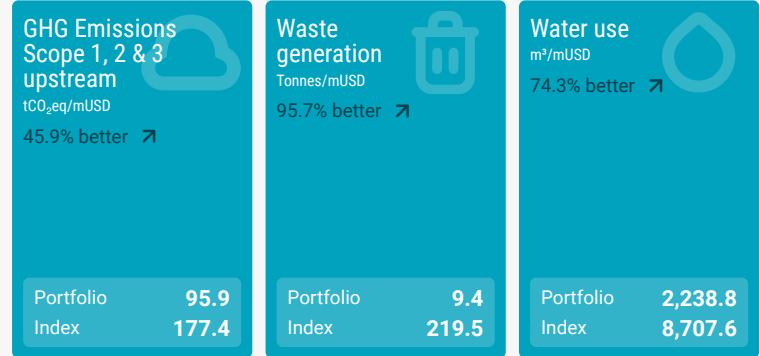 GHG Emissions
Scope 1, 2 & 3
upstream
tCO₂eq/mUSD
45.9% better
Portfolio 95.9
Index 177.4
Waste
generation
Tonnes/mUSD
95.7% better
Portfolio 9.4
Index 219.5
Water use
m³/mUSD
74.3% better
Portfolio 2,238.8
Index 8,707.6